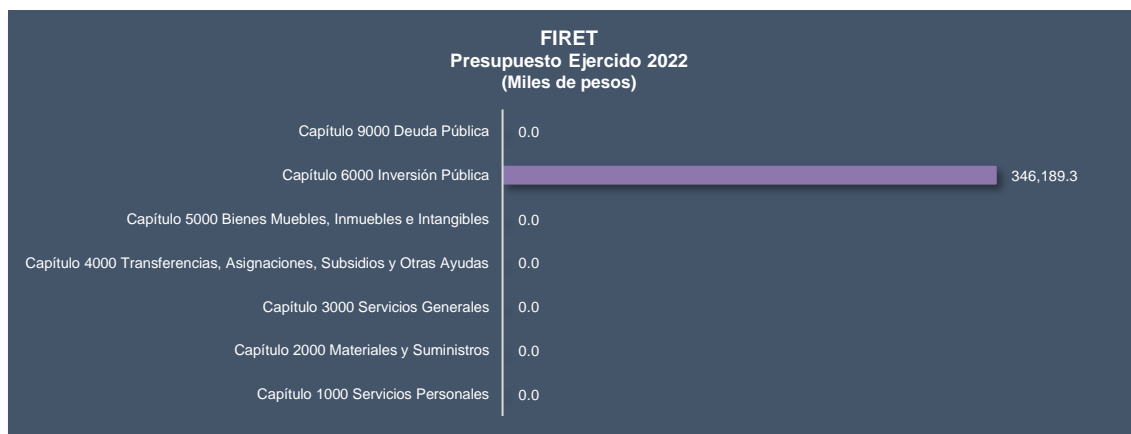 FIRET
Presupuesto Ejercido 2022
(Miles de pesos)
Capítulo 9000 Deuda Pública 0.0
Capítulo 6000 Inversión Pública 346,189.3
Capítulo 5000 Bienes Muebles, Inmuebles e Intangibles 0.0
Capítulo 4000 Transferencias, Asignaciones, Subsidios y Otras Ayudas 0.0
Capítulo 3000 Servicios Generales 0.0
Capítulo 2000 Materiales y Suministros 0.0
Capítulo 1000 Servicios Personales 0.0